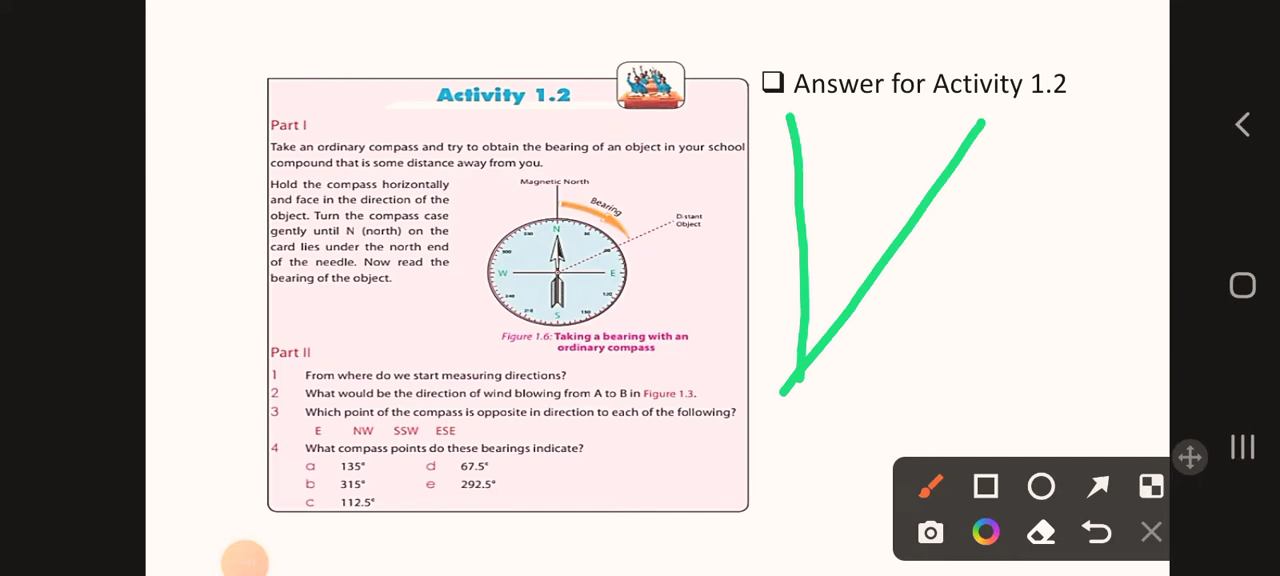 Activity 1.2
Part I
Take an ordinary compass and try to obtain the bearing of an object in your school
compound that is some distance away from you.
Hold the compass horizontally
and face in the direction of the
object. Turn the compass case
gently until N (north) on the
card lies under the north end
of the needle. Now read the
bearing of the object.
Magnetic North
Bearing
Distant
Object
N
W
E
S
Figure 1.6: Taking a bearing with an
ordinary compass
Part II
1 From where do we start measuring directions?
2 What would be the direction of wind blowing from A to B in Figure 1.3.
3 Which point of the compass is opposite in direction to each of the following?
E NW SSW ESE
4 What compass points do these bearings indicate?
a 135° d 67.5°
b 315° e 292.5°
c 112.5°
❑ Answer for Activity 1.2